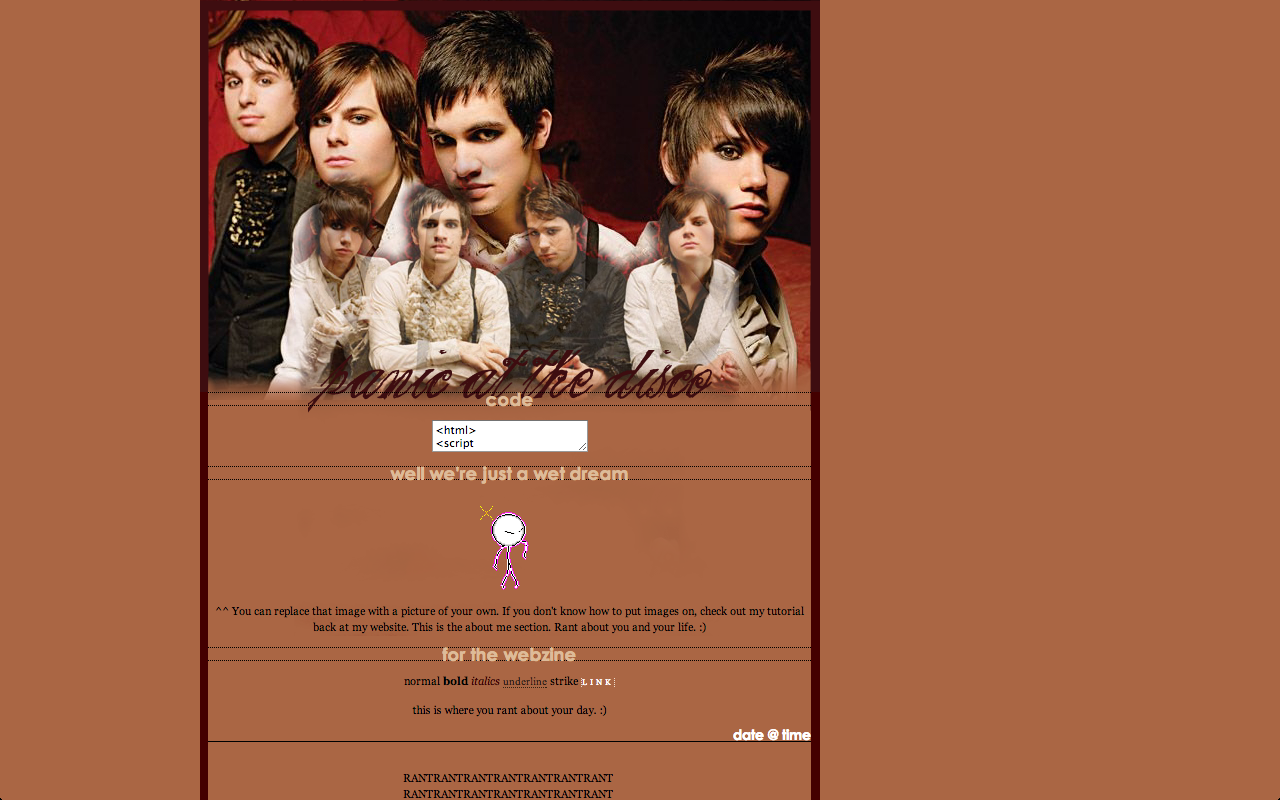 panic at the disco
code
<html>
<script
well we're just a wet dream
^^ You can replace that image with a picture of your own. If you don't know how to put images on, check out my tutorial
back at my website. This is the about me section. Rant about you and your life. :)
for the webzine
normal bold italics underline strike LINK
this is where you rant about your day. :)
date @ time
RANTRANTRANTRANTRANTRANTRANT
RANTRANTRANTRANTRANTRANTRANT